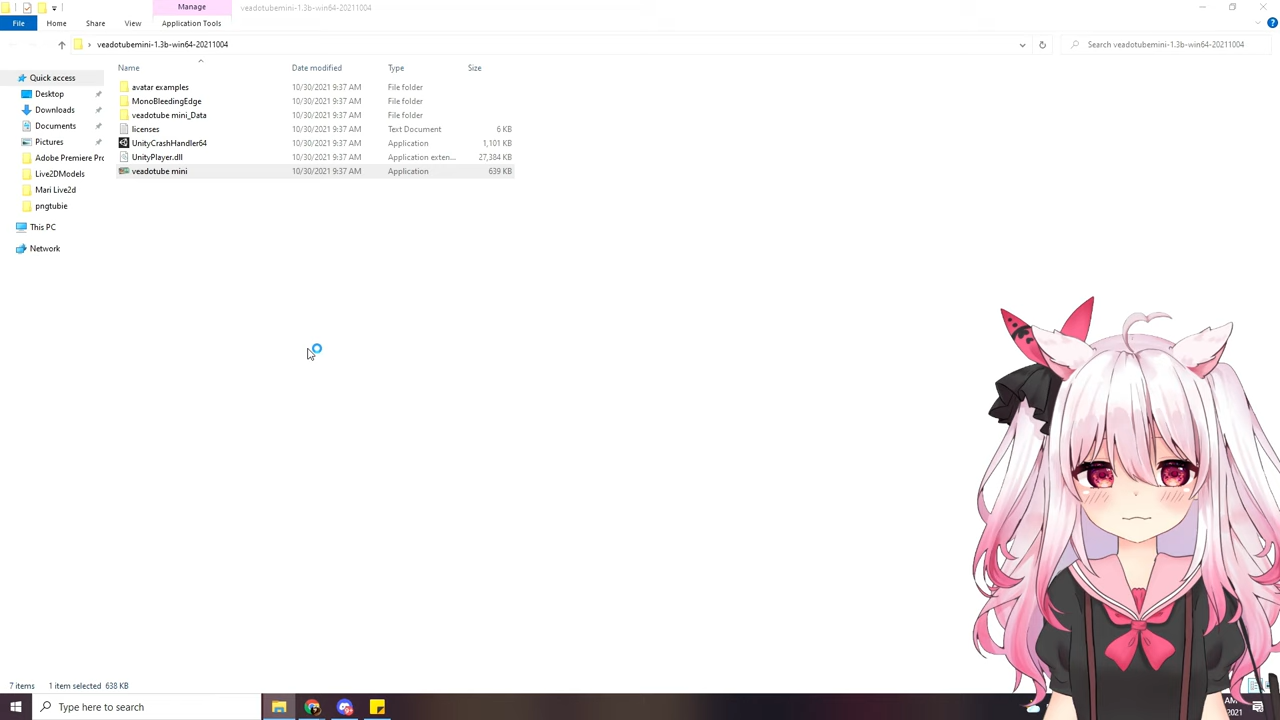 Manage
veadotubemini-1.3b-win64-20211004
File Home Share View Application Tools
veadotubemini-1.3b-win64-20211004
Search veadotubemini-1.3b-win64-20211004
Name Date modified Type Size
Quick access
Desktop
Downloads
Documents
Pictures
Adobe Premiere Prc
Live2DModels
Mari Live2d
pngtubie
This PC
Network
avatar examples 10/30/2021 9:37 AM File folder
MonoBleedingEdge 10/30/2021 9:37 AM File folder
veadotube mini_Data 10/30/2021 9:37 AM File folder
licenses 10/30/2021 9:37 AM Text Document 6 KB
UnityCrashHandler64 10/30/2021 9:37 AM Application 1,101 KB
UnityPlayer.dll 10/30/2021 9:37 AM Application exten... 27,384 KB
veadotube mini 10/30/2021 9:37 AM Application 639 KB
7 items 1 item selected 638 KB
Type here to search